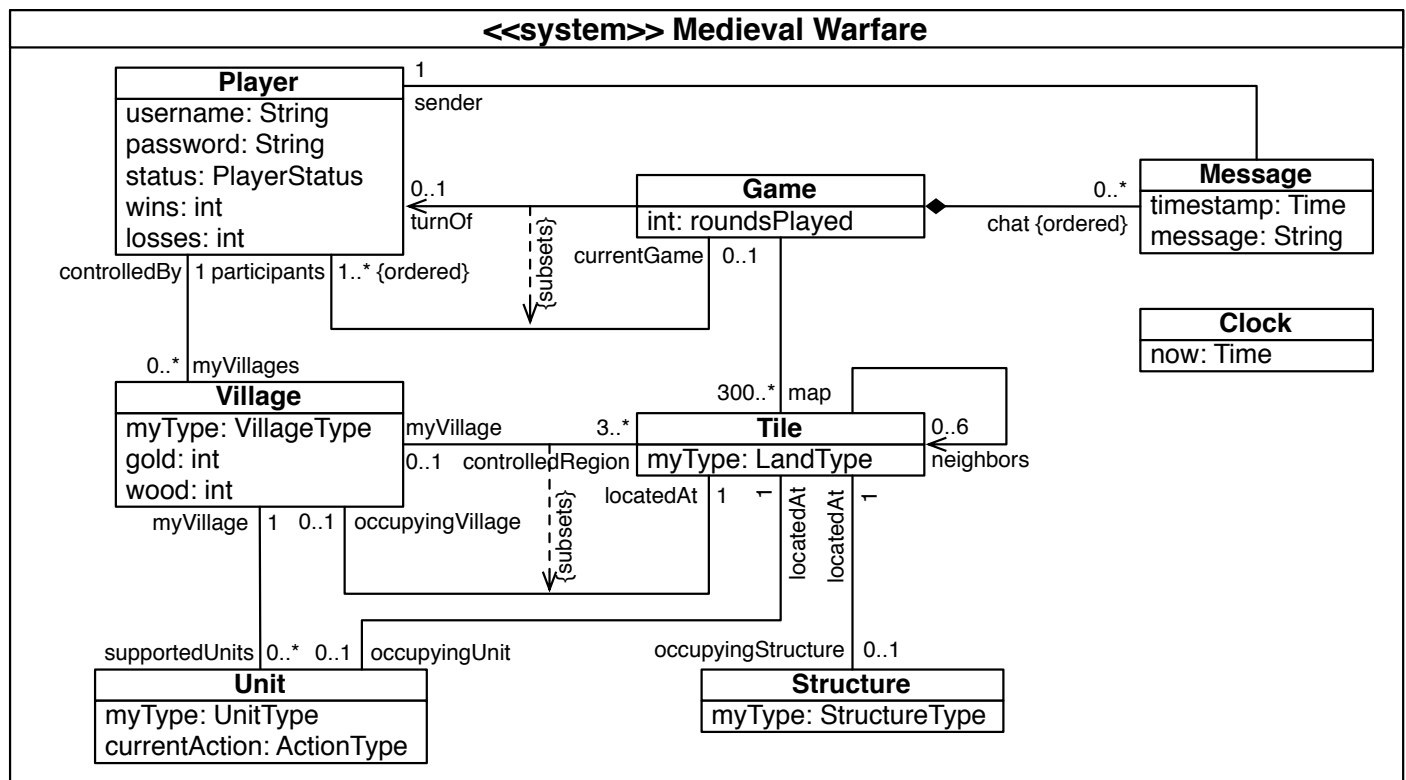 <<system>> Medieval Warfare
Player
username: String
password: String
status: PlayerStatus
wins: int
losses: int
1
sender
0..1
turnOf
{subsets}
Game
int: roundsPlayed
0..*
chat {ordered}
Message
timestamp: Time
message: String
controlledBy
1
participants
1..* {ordered}
currentGame
0..1
Clock
now: Time
0..*
myVillages
300..*
map
Village
myType: VillageType
gold: int
wood: int
myVillage
0..1
3..*
controlledRegion
Tile
myType: LandType
0..6
neighbors
{subsets}
locatedAt
1
1
locatedAt
locatedAt
1
myVillage
1
0..1
occupyingVillage
supportedUnits
0..*
0..1
occupyingUnit
occupyingStructure
0..1
Unit
myType: UnitType
currentAction: ActionType
Structure
myType: StructureType